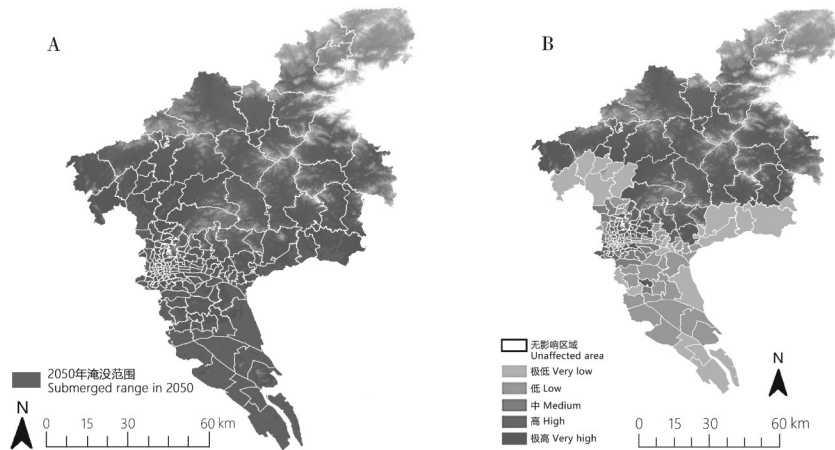 A
B
2050年淹没范围
Submerged range in 2050
N
0 15 30 60 km
无影响区域
Unaffected area
极低 Very low
低 Low
中 Medium
高 High
极高 Very high
N
0 15 30 60 km